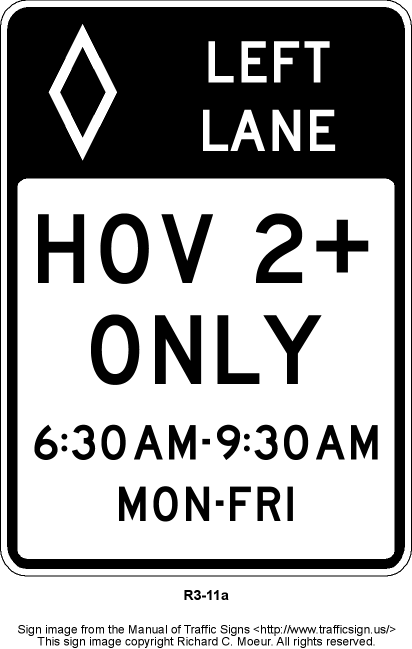 LEFT
LANE
HOV 2+
ONLY
6:30AM-9:30AM
MON-FRI
R3-11a
Sign image from the Manual of Traffic Signs <http://www.trafficsign.us/>
This sign image copyright Richard C. Moeur. All rights reserved.